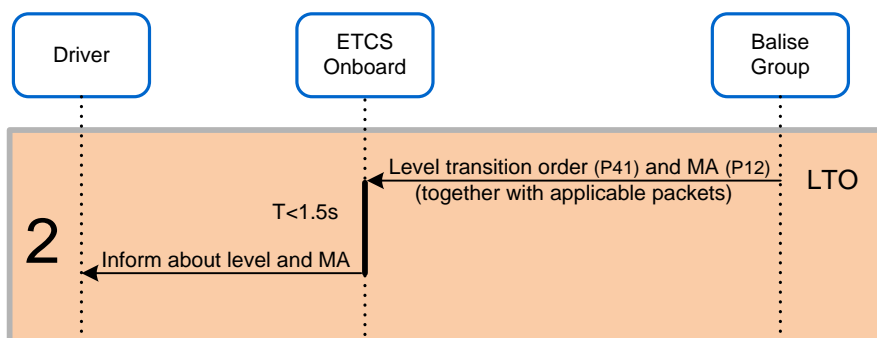 Driver
ETCS
Onboard
Balise
Group
Level transition order (P41) and MA (P12)
(together with applicable packets)
LTO
T<1.5s
2
Inform about level and MA